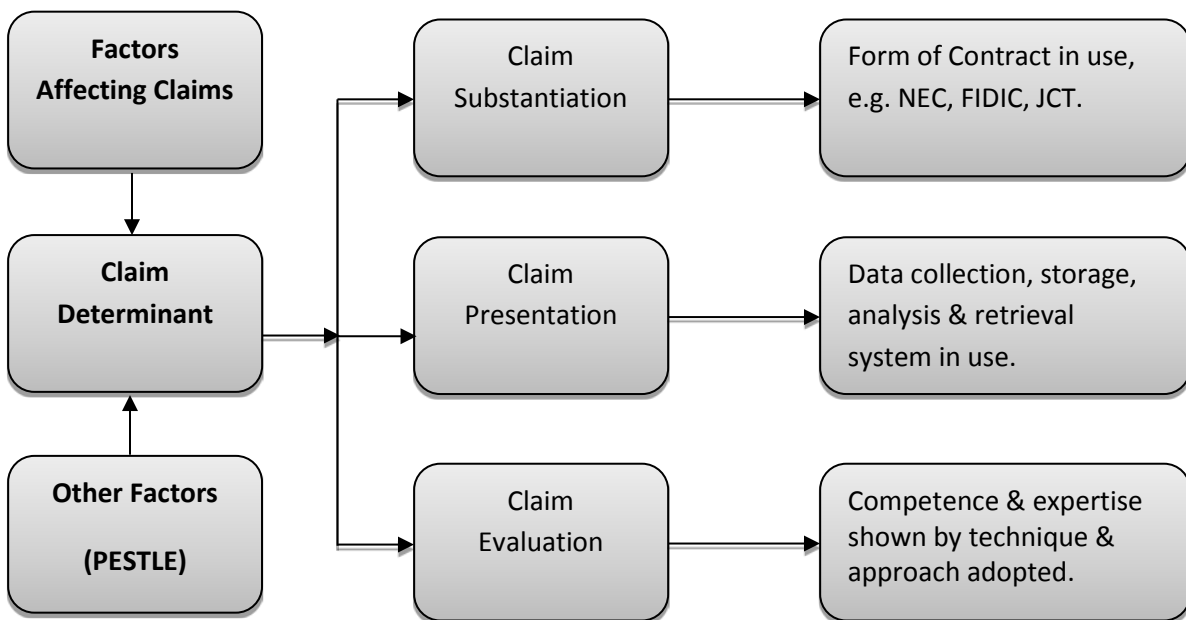 Factors
Affecting Claims
Claim
Determinant
Other Factors
(PESTLE)
Claim
Substantiation
Claim
Presentation
Claim
Evaluation
Form of Contract in use,
e.g. NEC, FIDIC, JCT.
Data collection, storage,
analysis & retrieval
system in use.
Competence & expertise
shown by technique &
approach adopted.